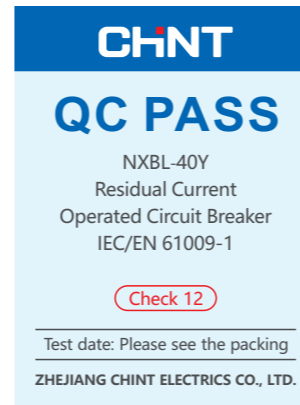 CHINT
QC PASS
NXBL-40Y
Residual Current
Operated Circuit Breaker
IEC/EN 61009-1
Check 12
Test date: Please see the packing
ZHEJIANG CHINT ELECTRICS CO., LTD.